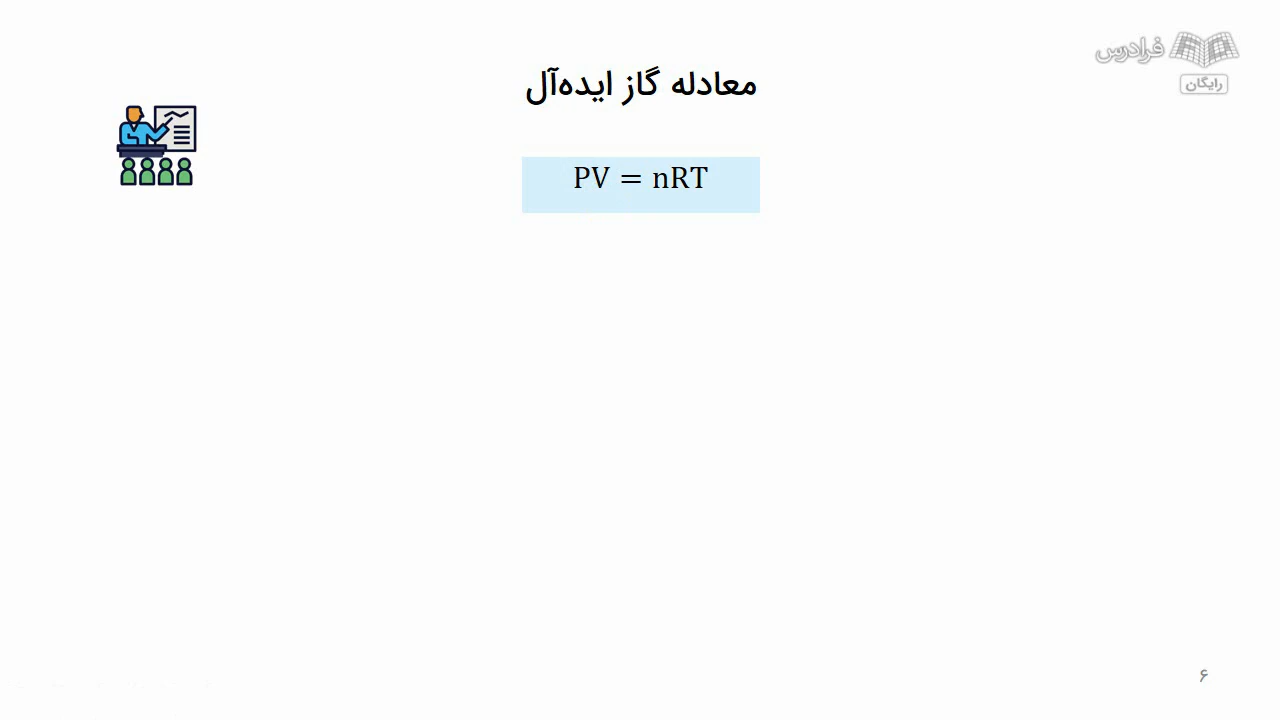 فرادرس
رایگان
معادله گاز ایده‌آل
PV = nRT
۶